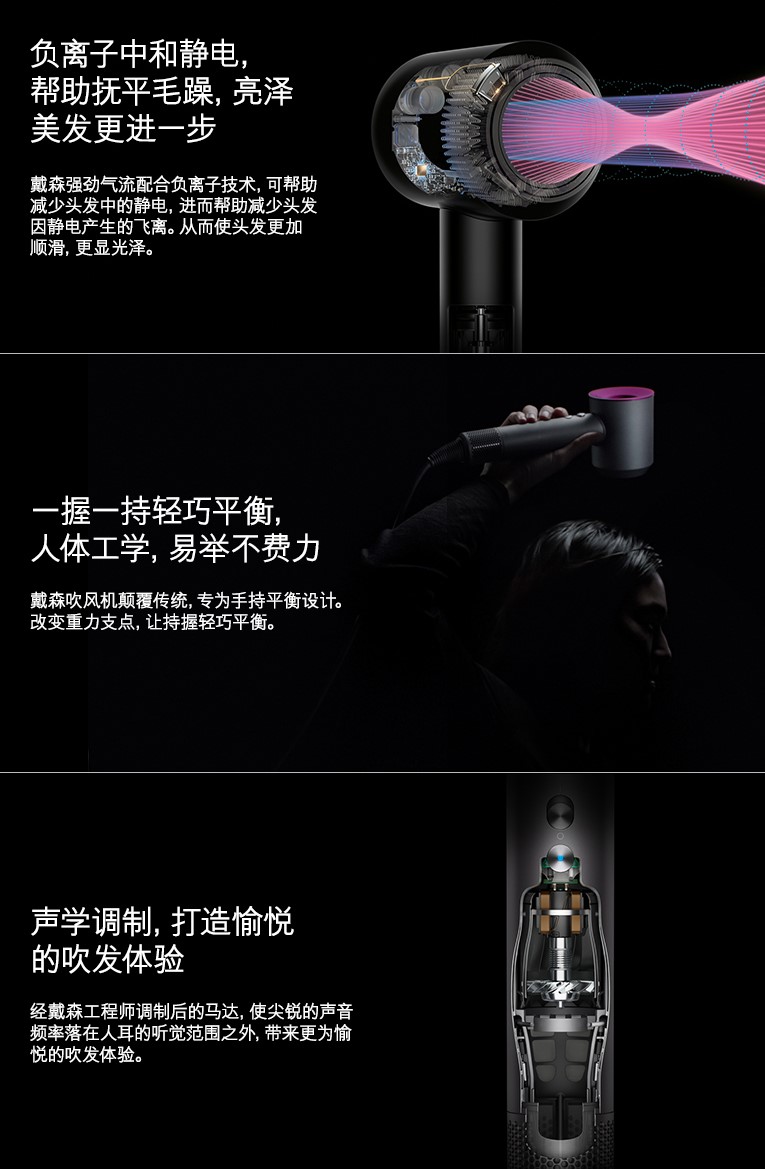 负离子中和静电,
帮助抚平毛躁, 亮泽
美发更进一步
戴森强劲气流配合负离子技术, 可帮助
减少头发中的静电, 进而帮助减少头发
因静电产生的飞离。从而使头发更加
顺滑, 更显光泽。
一握一持轻巧平衡,
人体工学, 易举不费力
戴森吹风机颠覆传统, 专为手持平衡设计。
改变重力支点, 让持握轻巧平衡。
声学调制, 打造愉悦
的吹发体验
经戴森工程师调制后的马达, 使尖锐的声音
频率落在人耳的听觉范围之外, 带来更为愉
悦的吹发体验。